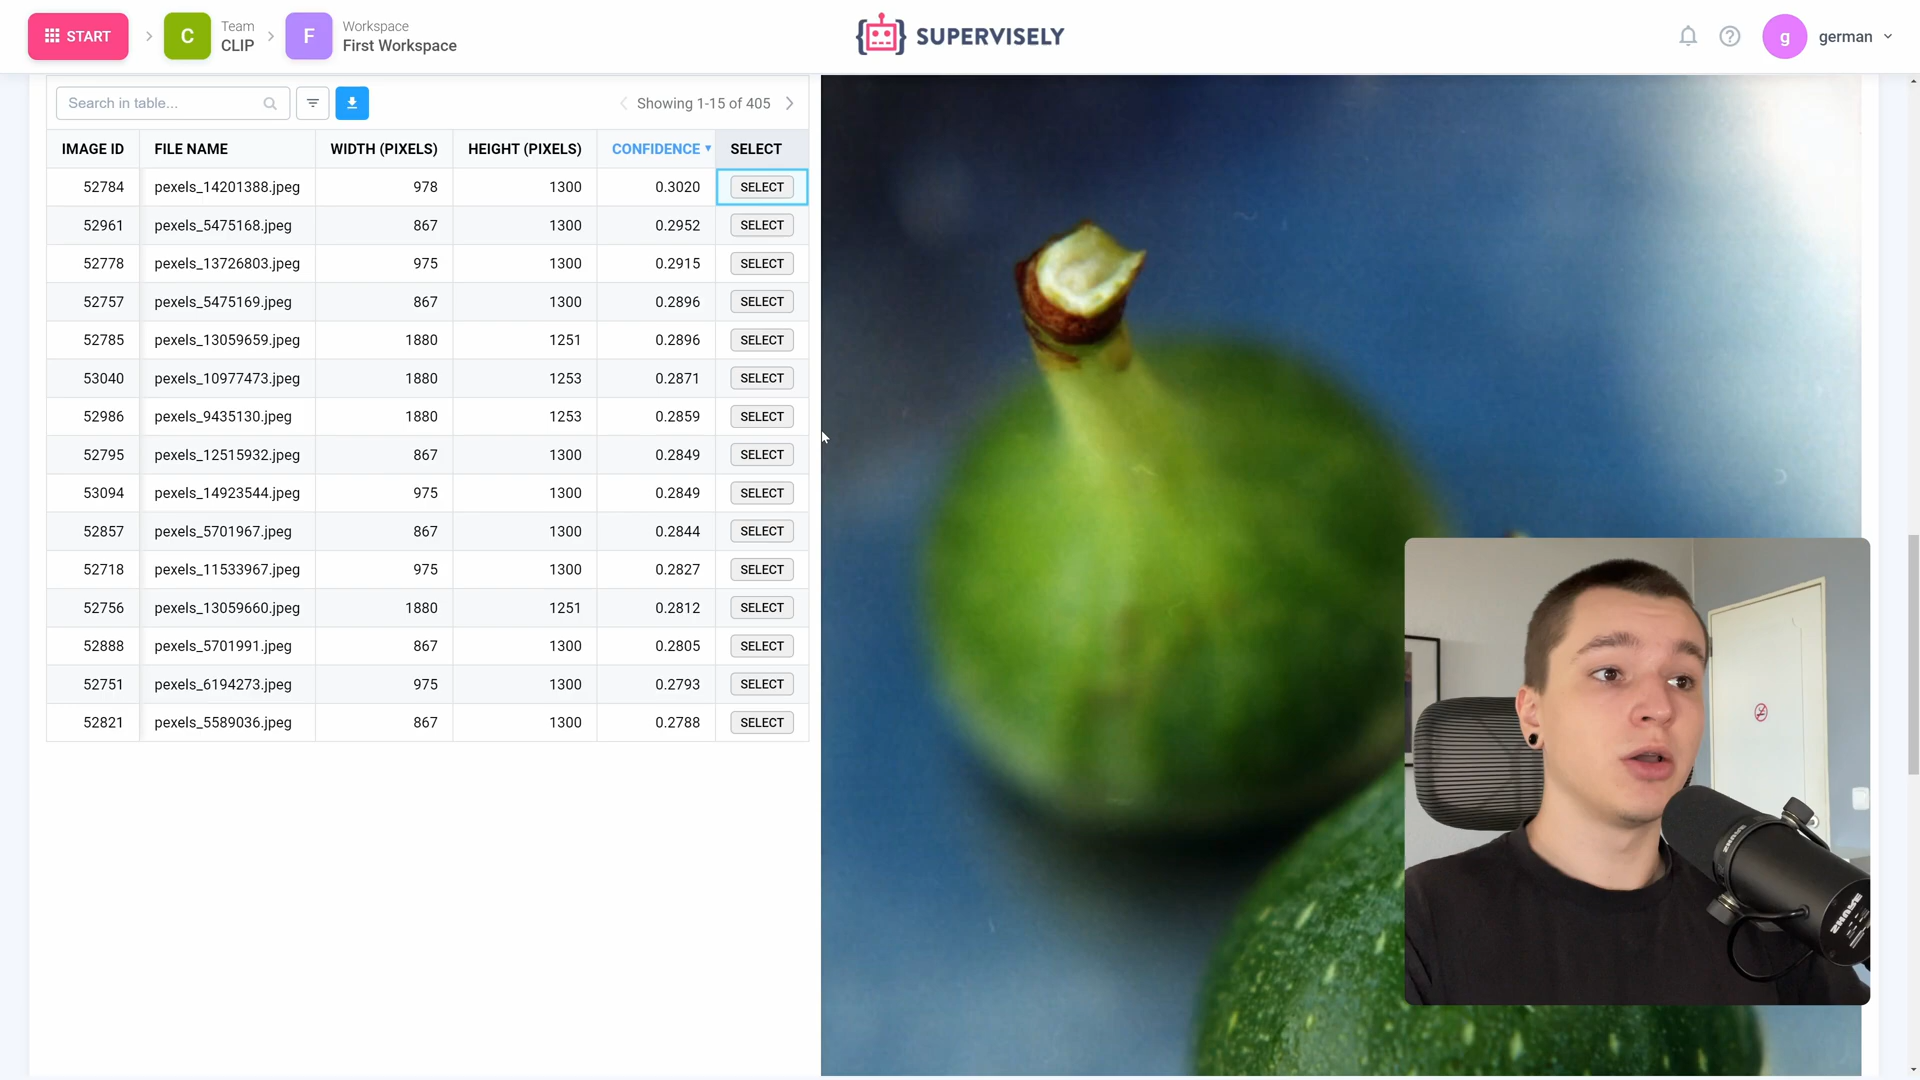 START
C
Team
CLIP
F
Workspace
First Workspace
SUPERVISELY
g
german
Search in table...
Showing 1-15 of 405
IMAGE ID FILE NAME WIDTH (PIXELS) HEIGHT (PIXELS) CONFIDENCE SELECT
52784 pexels_14201388.jpeg 978 1300 0.3020 SELECT
52961 pexels_5475168.jpeg 867 1300 0.2952 SELECT
52778 pexels_13726803.jpeg 975 1300 0.2915 SELECT
52757 pexels_5475169.jpeg 867 1300 0.2896 SELECT
52785 pexels_13059659.jpeg 1880 1251 0.2896 SELECT
53040 pexels_10977473.jpeg 1880 1253 0.2871 SELECT
52986 pexels_9435130.jpeg 1880 1253 0.2859 SELECT
52795 pexels_12515932.jpeg 867 1300 0.2849 SELECT
53094 pexels_14923544.jpeg 975 1300 0.2849 SELECT
52857 pexels_5701967.jpeg 867 1300 0.2844 SELECT
52718 pexels_11533967.jpeg 975 1300 0.2827 SELECT
52756 pexels_13059660.jpeg 1880 1251 0.2812 SELECT
52888 pexels_5701991.jpeg 867 1300 0.2805 SELECT
52751 pexels_6194273.jpeg 975 1300 0.2793 SELECT
52821 pexels_5589036.jpeg 867 1300 0.2788 SELECT
SHURE
SHURE